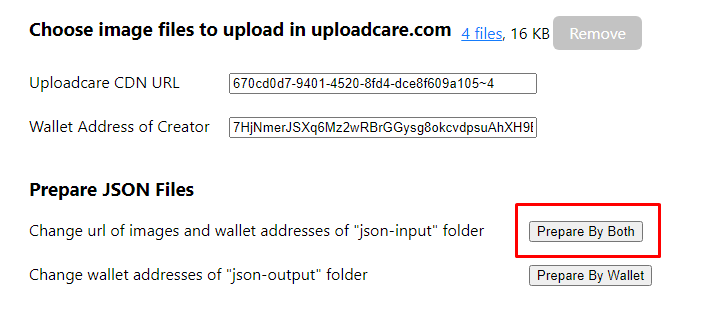 Choose image files to upload in uploadcare.com 4 files, 16 KB Remove
Uploadcare CDN URL 670cd0d7-9401-4520-8fd4-dce8f609a105~4
Wallet Address of Creator 7HjNmerJSXq6Mz2wRBrGGysg8okcvdpsuAhXH9E
Prepare JSON Files
Change url of images and wallet addresses of "json-input" folder Prepare By Both
Change wallet addresses of "json-output" folder Prepare By Wallet